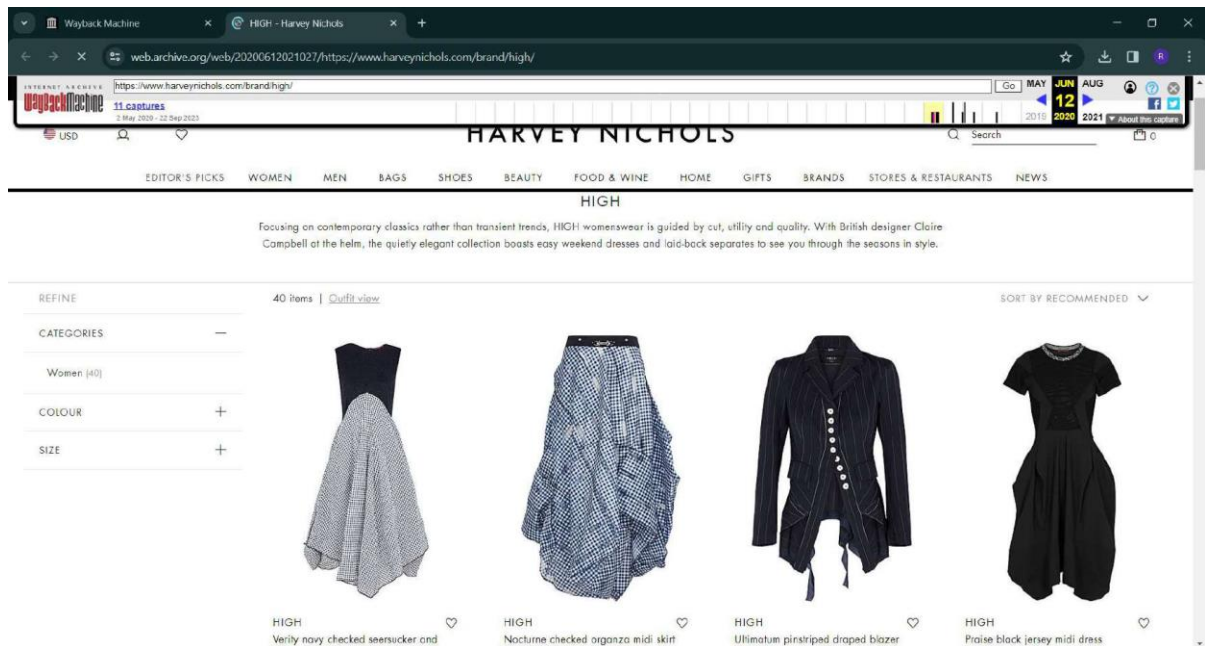 Wayback Machine
HIGH - Harvey Nichols
web.archive.org/web/20200612021027/https://www.harveynichols.com/brand/high/
R
INTERNET ARCHIVE
WayBackMachine
https://www.harveynichols.com/brand/high/
Go
MAY JUN AUG
11 captures
12
2 May 2020 - 22 Sep 2023
2019 2020 2021
About this capture
USD
HARVEY NICHOLS
Search
0
EDITOR'S PICKS WOMEN MEN BAGS SHOES BEAUTY FOOD & WINE HOME GIFTS BRANDS STORES & RESTAURANTS NEWS
HIGH
Focusing on contemporary classics rather than transient trends, HIGH womenswear is guided by cut, utility and quality. With British designer Claire
Campbell at the helm, the quietly elegant collection boasts easy weekend dresses and laid-back separates to see you through the seasons in style.
REFINE
40 items | Outfit view
SORT BY RECOMMENDED
CATEGORIES
Women (40)
COLOUR
SIZE
HIGH
Verity navy checked seersucker and
HIGH
Nocturne checked organza midi skirt
HIGH
Ultimatum pinstriped draped blazer
HIGH
Praise black jersey midi dress